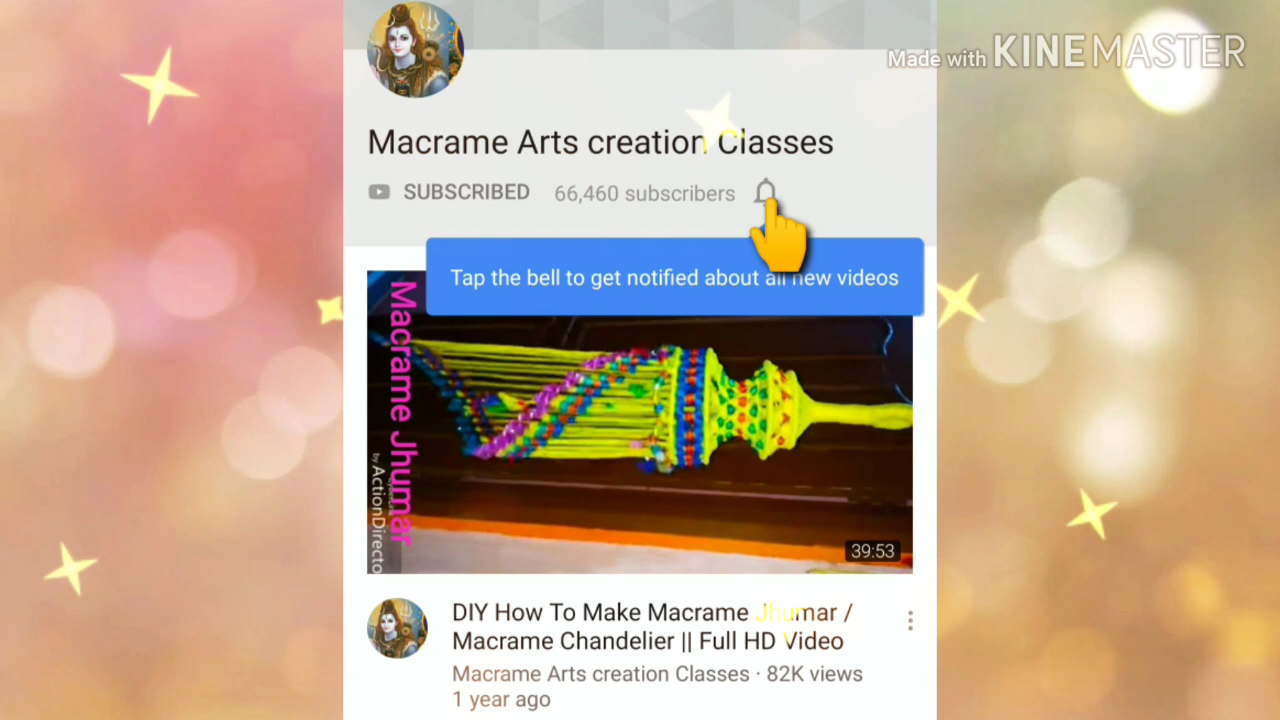 Made with KINEMASTER
Macrame Arts creation Classes
SUBSCRIBED 66,460 subscribers
Tap the bell to get notified about all new videos
Macrame Jhumar
by ActionDirecto
39:53
DIY How To Make Macrame Jhumar /
Macrame Chandelier || Full HD Video
Macrame Arts creation Classes · 82K views
1 year ago